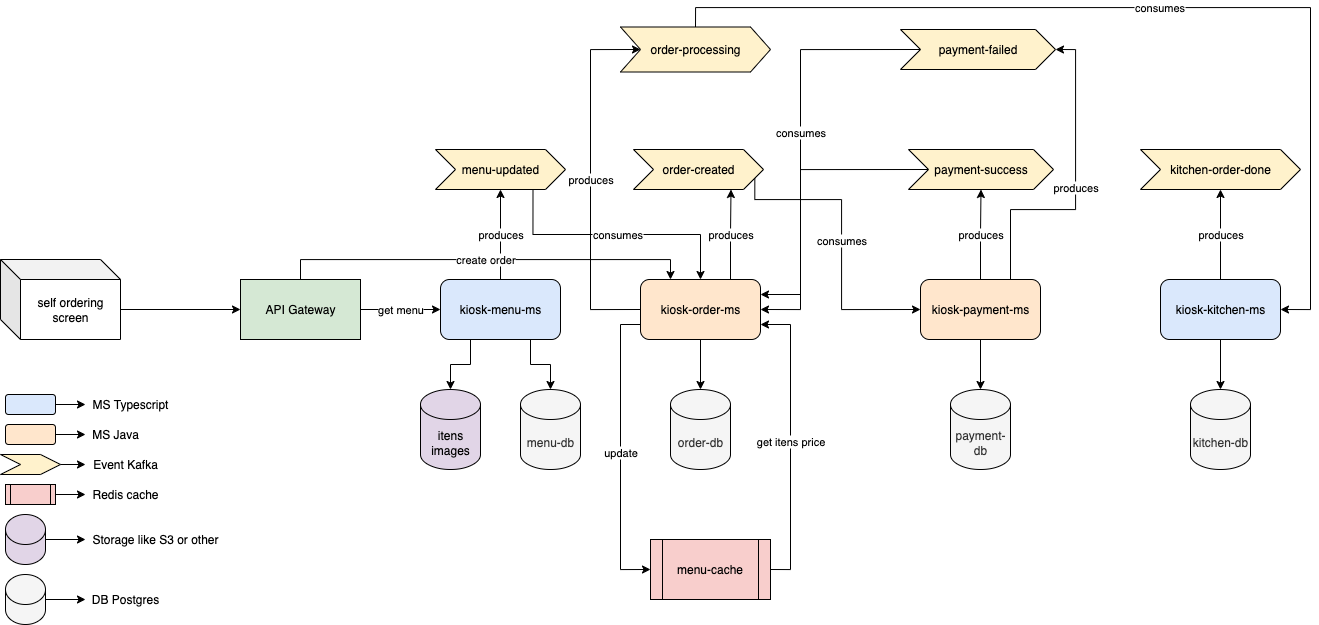 consumes
order-processing
payment-failed
consumes
menu-updated
order-created
payment-success
kitchen-order-done
produces
produces
produces
consumes
produces
consumes
produces
produces
create order
self ordering
screen
API Gateway
get menu
kiosk-menu-ms
kiosk-order-ms
kiosk-payment-ms
kiosk-kitchen-ms
MS Typescript
MS Java
itens
images
menu-db
order-db
get itens price
payment-
db
kitchen-db
update
Event Kafka
Redis cache
Storage like S3 or other
menu-cache
DB Postgres